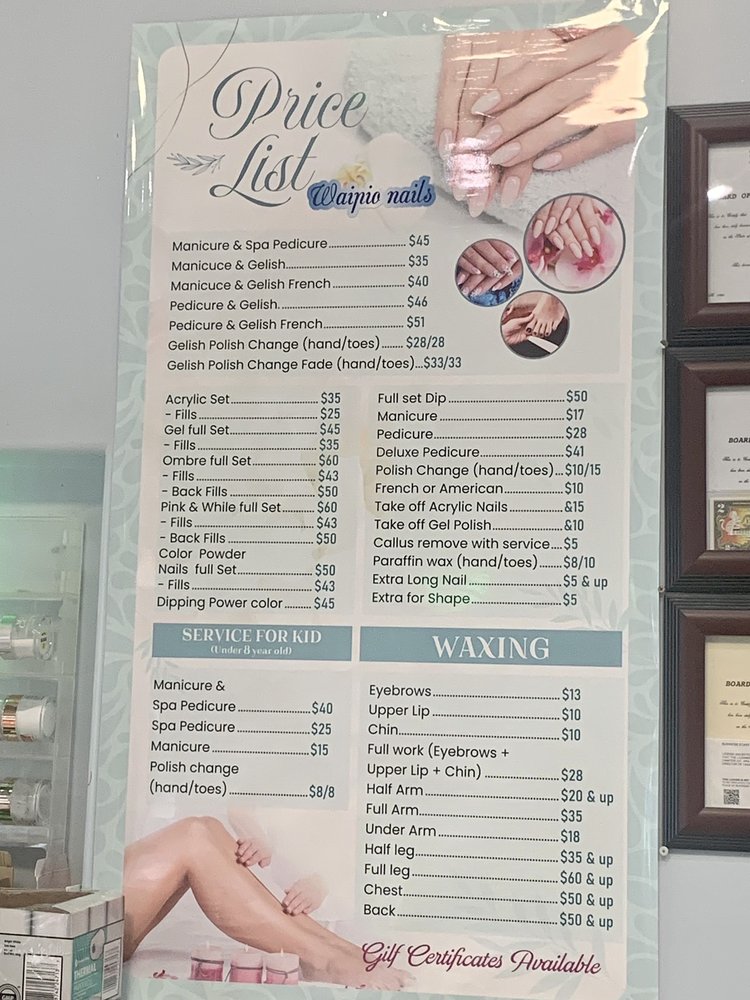 Price
List
Waipio nails
Manicure & Spa Pedicure.......... $45
Manicuce & Gelish.......... $35
Manicuce & Gelish French.......... $40
Pedicure & Gelish. .......... $46
Pedicure & Gelish French.......... $51
Gelish Polish Change (hand/toes)........ $28/28
Gelish Polish Change Fade (hand/toes)...$33/33
Acrylic Set..........$35
- Fills..........$25
Gel full Set..........$45
- Fills..........$35
Ombre full Set..........$60
- Fills..........$43
- Back Fills..........$50
Pink & While full Set..........$60
- Fills..........$43
- Back Fills..........$50
Color Powder
Nails full Set..........$50
- Fills..........$43
Dipping Power color..........$45
Full set Dip..........$50
Manicure..........$17
Pedicure..........$28
Deluxe Pedicure..........$41
Polish Change (hand/toes)...$10/15
French or American..........$10
Take off Acrylic Nails..........&15
Take off Gel Polish..........&10
Callus remove with service....$5
Paraffin wax (hand/toes).......$8/10
Extra Long Nail..........$5 & up
Extra for Shape..........$5
SERVICE FOR KID
(Under 8 year old)
Manicure &
Spa Pedicure..........$40
Spa Pedicure..........$25
Manicure..........$15
Polish change
(hand/toes)..........$8/8
WAXING
Eyebrows..........$13
Upper Lip..........$10
Chin..........$10
Full work (Eyebrows +
Upper Lip + Chin)..........$28
Half Arm..........$20 & up
Full Arm..........$35
Under Arm..........$18
Half leg..........$35 & up
Full leg..........$60 & up
Chest..........$50 & up
Back..........$50 & up
Gilf Certificates Available
THERMAL